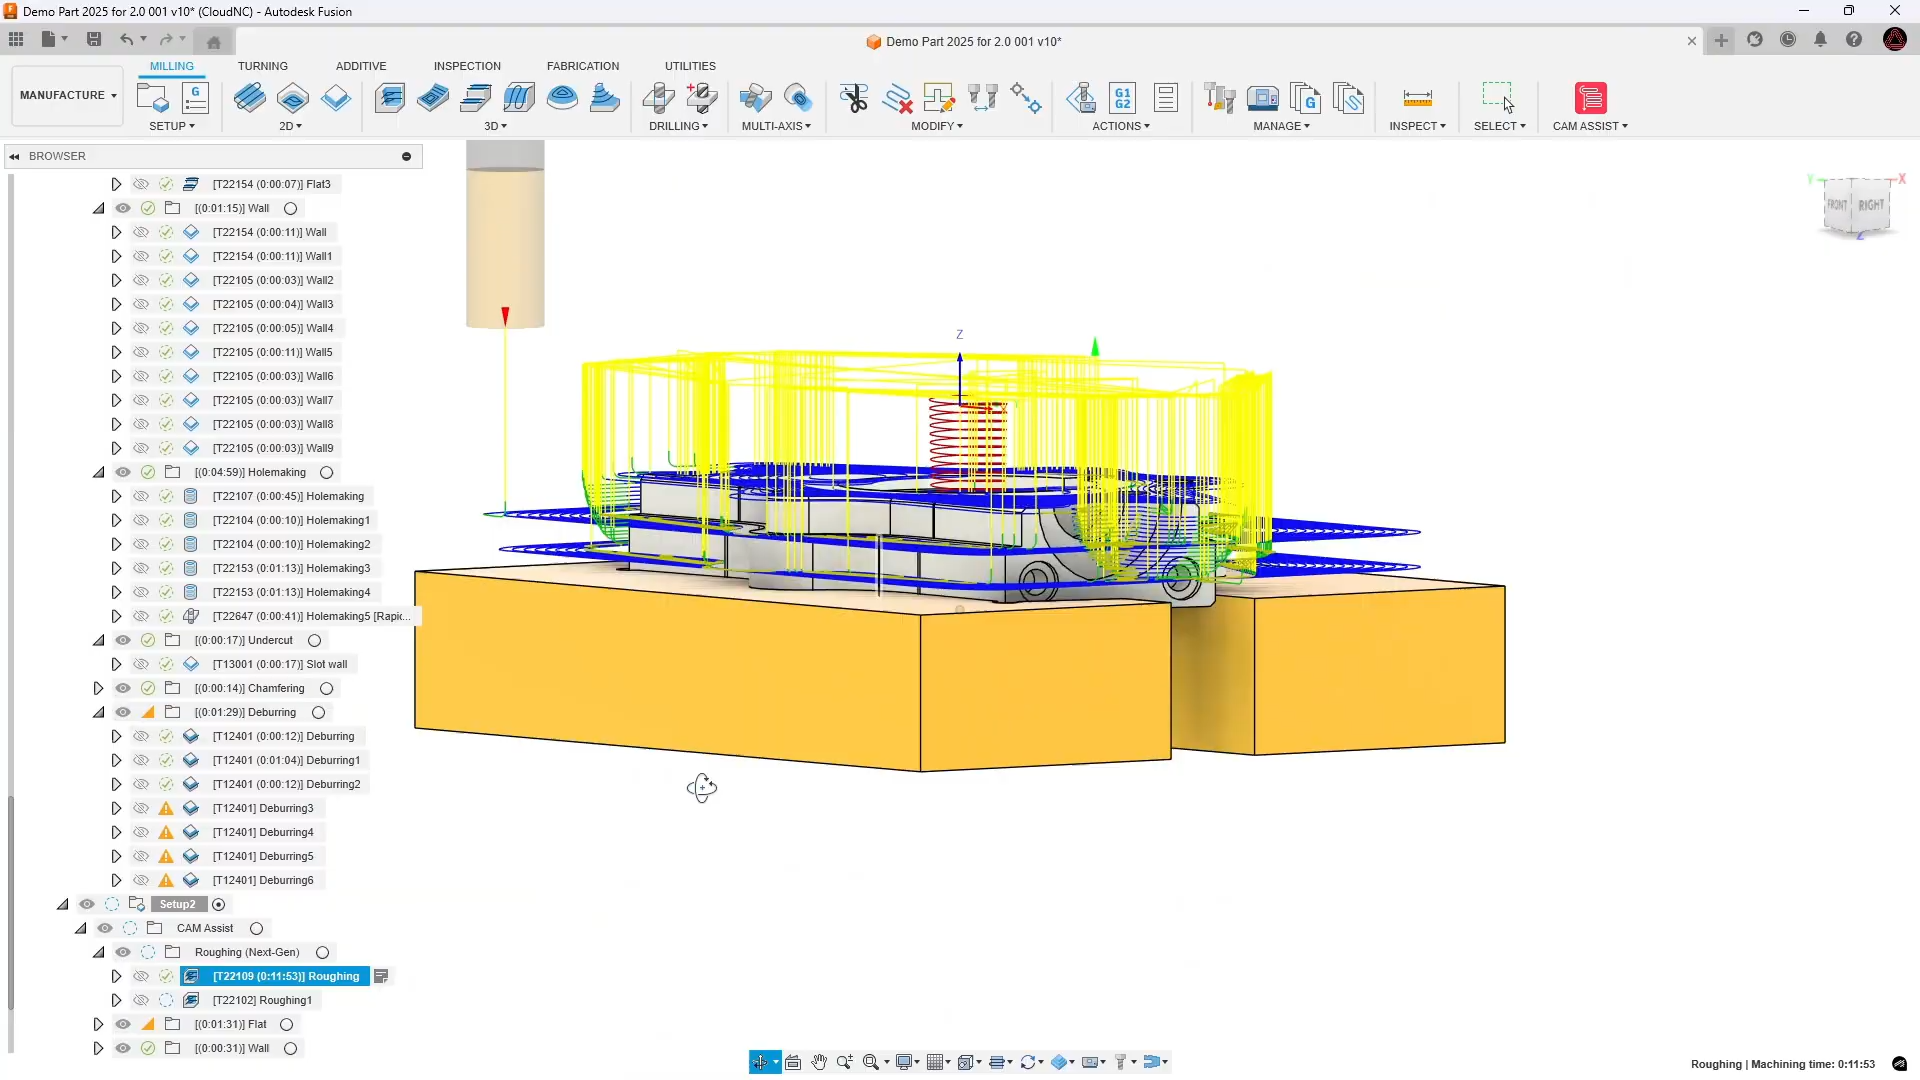 Demo Part 2025 for 2.0 001 v10* (CloudNC) - Autodesk Fusion
Demo Part 2025 for 2.0 001 v10*
MILLING TURNING ADDITIVE INSPECTION FABRICATION UTILITIES
MANUFACTURE
G
G1 G2
G
SETUP 2D 3D DRILLING MULTI-AXIS MODIFY ACTIONS MANAGE INSPECT SELECT CAM ASSIST
BROWSER
[T22154 (0:00:07)] Flat3
[(0:01:15)] Wall
[T22154 (0:00:11)] Wall
[T22154 (0:00:11)] Wall1
[T22105 (0:00:03)] Wall2
[T22105 (0:00:04)] Wall3
[T22105 (0:00:05)] Wall4
[T22105 (0:00:11)] Wall5
[T22105 (0:00:03)] Wall6
[T22105 (0:00:03)] Wall7
[T22105 (0:00:03)] Wall8
[T22105 (0:00:03)] Wall9
[(0:04:59)] Holemaking
[T22107 (0:00:45)] Holemaking
[T22104 (0:00:10)] Holemaking1
[T22104 (0:00:10)] Holemaking2
[T22153 (0:01:13)] Holemaking3
[T22153 (0:01:13)] Holemaking4
[T22647 (0:00:41)] Holemaking5 [Rapic...
[(0:00:17)] Undercut
[T13001 (0:00:17)] Slot wall
[(0:00:14)] Chamfering
[(0:01:29)] Deburring
[T12401 (0:00:12)] Deburring
[T12401 (0:01:04)] Deburring1
[T12401 (0:00:12)] Deburring2
[T12401] Deburring3
[T12401] Deburring4
[T12401] Deburring5
[T12401] Deburring6
Setup2
CAM Assist
Roughing (Next-Gen)
[T22109 (0:11:53)] Roughing
[T22102] Roughing1
[(0:01:31)] Flat
[(0:00:31)] Wall
Z
X
Y X
FRONT RIGHT
Z
Roughing | Machining time: 0:11:53